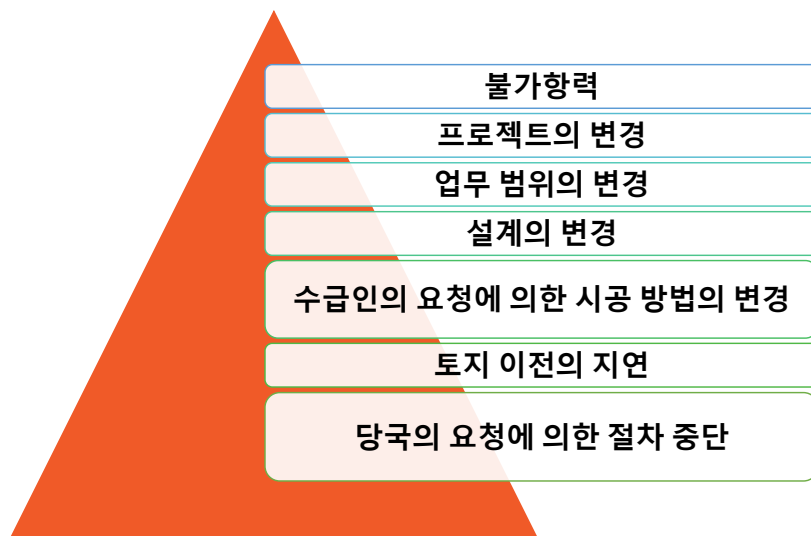 불가항력
프로젝트의 변경
업무 범위의 변경
설계의 변경
수급인의 요청에 의한 시공 방법의 변경
토지 이전의 지연
당국의 요청에 의한 절차 중단